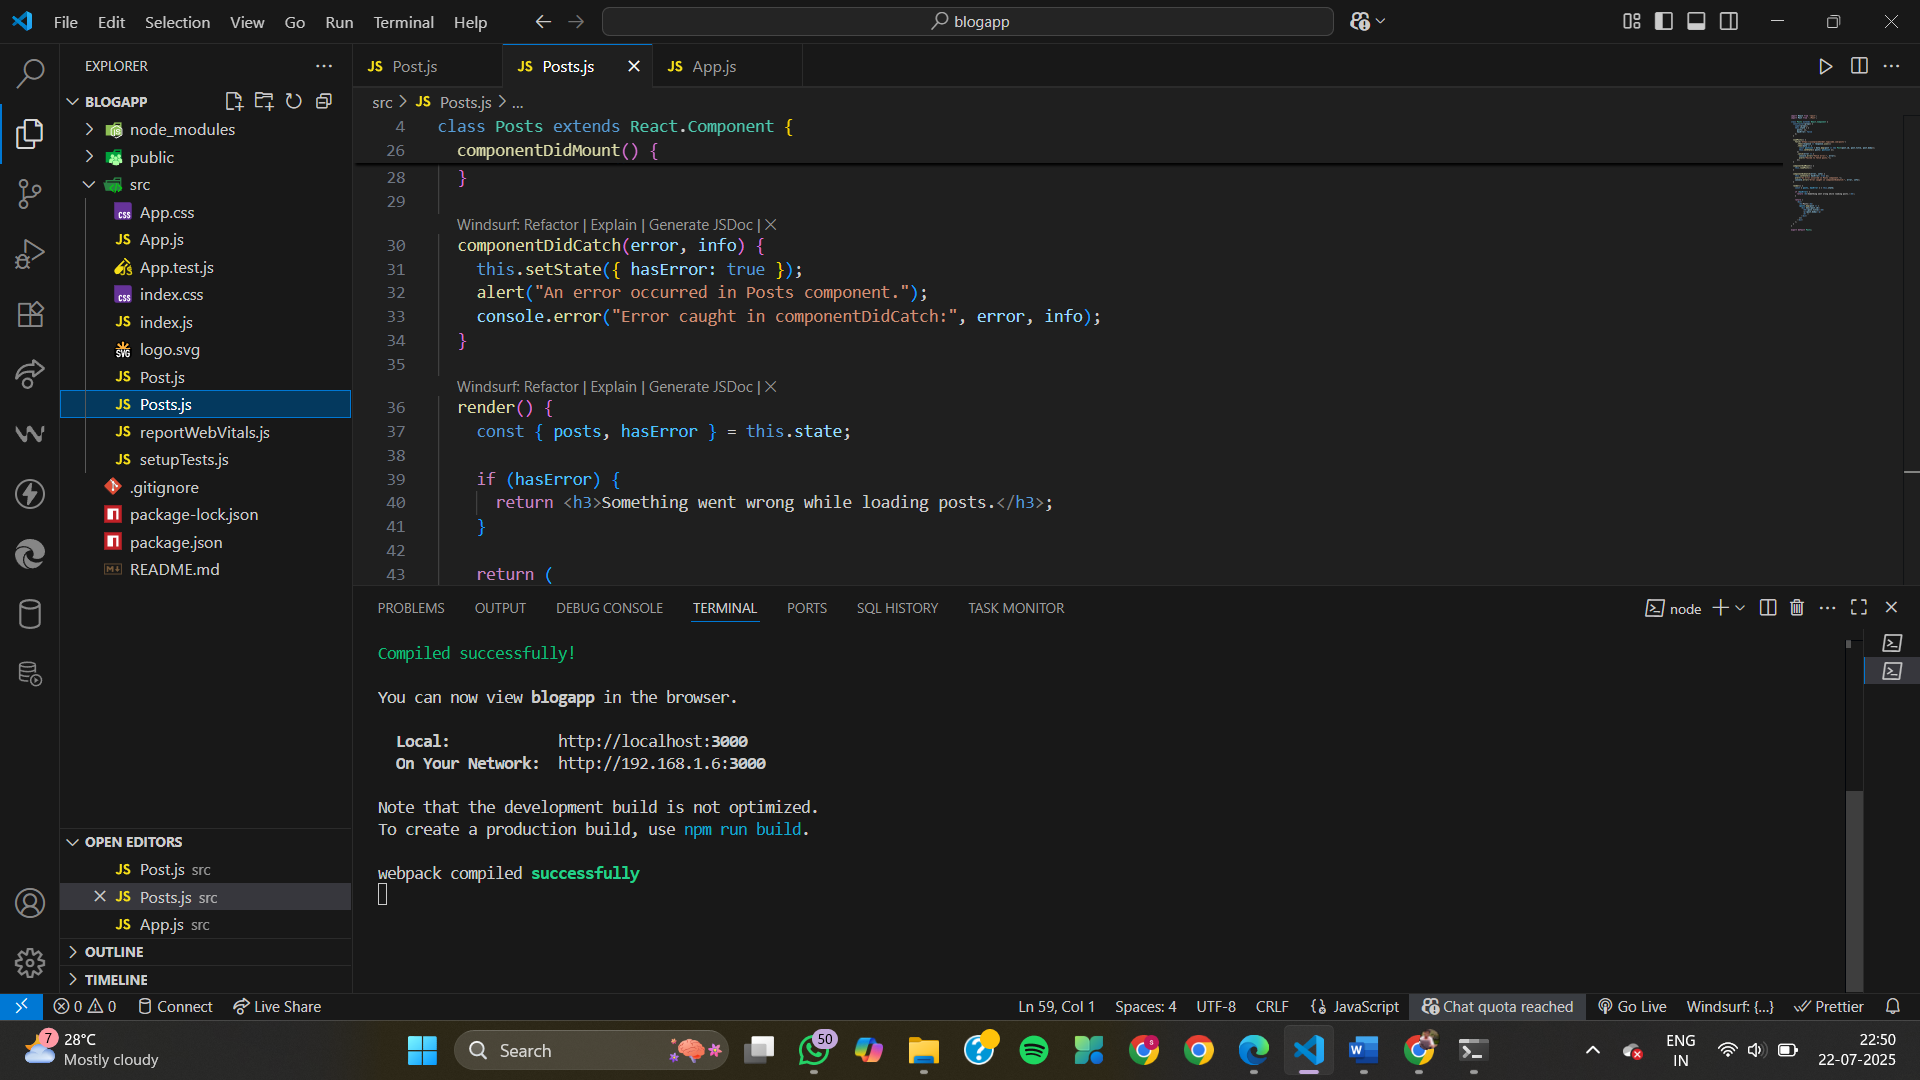 File Edit Selection View Go Run Terminal Help
blogapp
EXPLORER
BLOGAPP
node_modules
public
src
App.css
App.js
App.test.js
index.css
index.js
logo.svg
Post.js
Posts.js
reportWebVitals.js
setupTests.js
.gitignore
package-lock.json
package.json
README.md
OPEN EDITORS
Post.js src
Posts.js src
App.js src
OUTLINE
TIMELINE
JS Post.js JS Posts.js JS App.js
src > JS Posts.js > ...
4 class Posts extends React.Component {
26 componentDidMount() {
28 }
29
Windsurf: Refactor | Explain | Generate JSDoc | X
30 componentDidCatch(error, info) {
31 this.setState({ hasError: true });
32 alert("An error occurred in Posts component.");
33 console.error("Error caught in componentDidCatch:", error, info);
34 }
35
Windsurf: Refactor | Explain | Generate JSDoc | X
36 render() {
37 const { posts, hasError } = this.state;
38
39 if (hasError) {
40 return <h3>Something went wrong while loading posts.</h3>;
41 }
42
43 return (
PROBLEMS OUTPUT DEBUG CONSOLE TERMINAL PORTS SQL HISTORY TASK MONITOR
node
Compiled successfully!
You can now view blogapp in the browser.
Local: http://localhost:3000
On Your Network: http://192.168.1.6:3000
Note that the development build is not optimized.
To create a production build, use npm run build.
webpack compiled successfully
0 0 Connect Live Share
Ln 59, Col 1 Spaces: 4 UTF-8 CRLF {} JavaScript Chat quota reached Go Live Windsurf: {...} Prettier
7 28°C
Mostly cloudy
Search
50
ENG
IN
22:50
22-07-2025